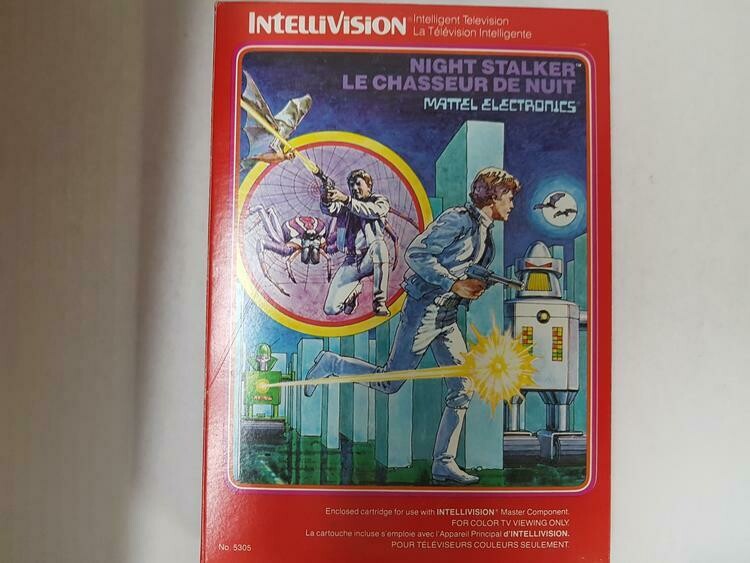 INTELLIVISION® Intelligent Television
La Télévision Intelligente
NIGHT STALKER™
LE CHASSEUR DE NUIT
MATTEL ELECTRONICS®
Enclosed cartridge for use with INTELLIVISION® Master Component.
FOR COLOR TV VIEWING ONLY.
La cartouche incluse s'emploie avec l'Appareil Principal d'INTELLIVISION.
No. 5305 POUR TÉLÉVISEURS COULEURS SEULEMENT.